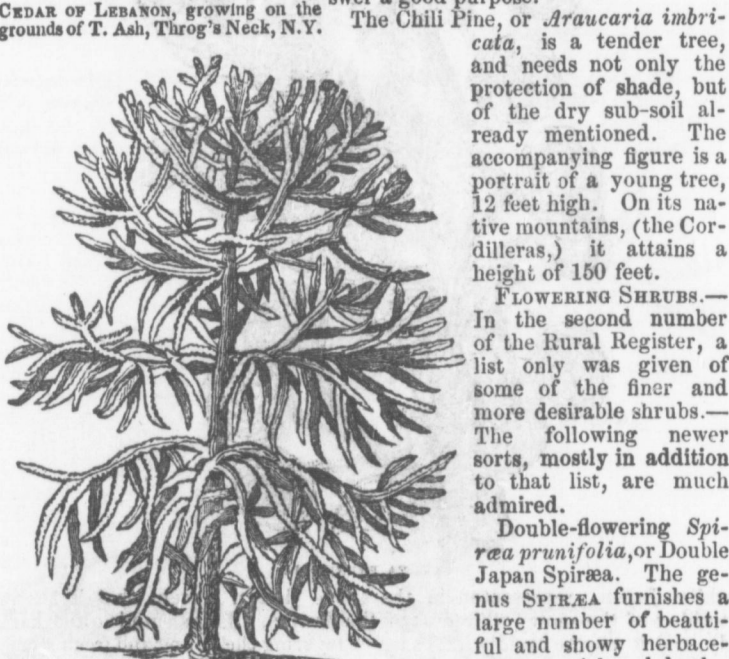 CEDAR OF LEBANON, growing on the
grounds of T. Ash, Throg's Neck, N.Y.
swer a good purpose.
The Chili Pine, or Araucaria imbri-
cata, is a tender tree,
and needs not only the
protection of shade, but
of the dry sub-soil al-
ready mentioned. The
accompanying figure is a
portrait of a young tree,
12 feet high. On its na-
tive mountains, (the Cor-
dilleras,) it attains a
height of 150 feet.
FLOWERING SHRUBS.—
In the second number
of the Rural Register, a
list only was given of
some of the finer and
more desirable shrubs.—
The following newer
sorts, mostly in addition
to that list, are much
admired.
Double-flowering Spi-
ræa prunifolia, or Double
Japan Spiræa. The ge-
nus SPIRÆA furnishes a
large number of beauti-
ful and showy herbace-